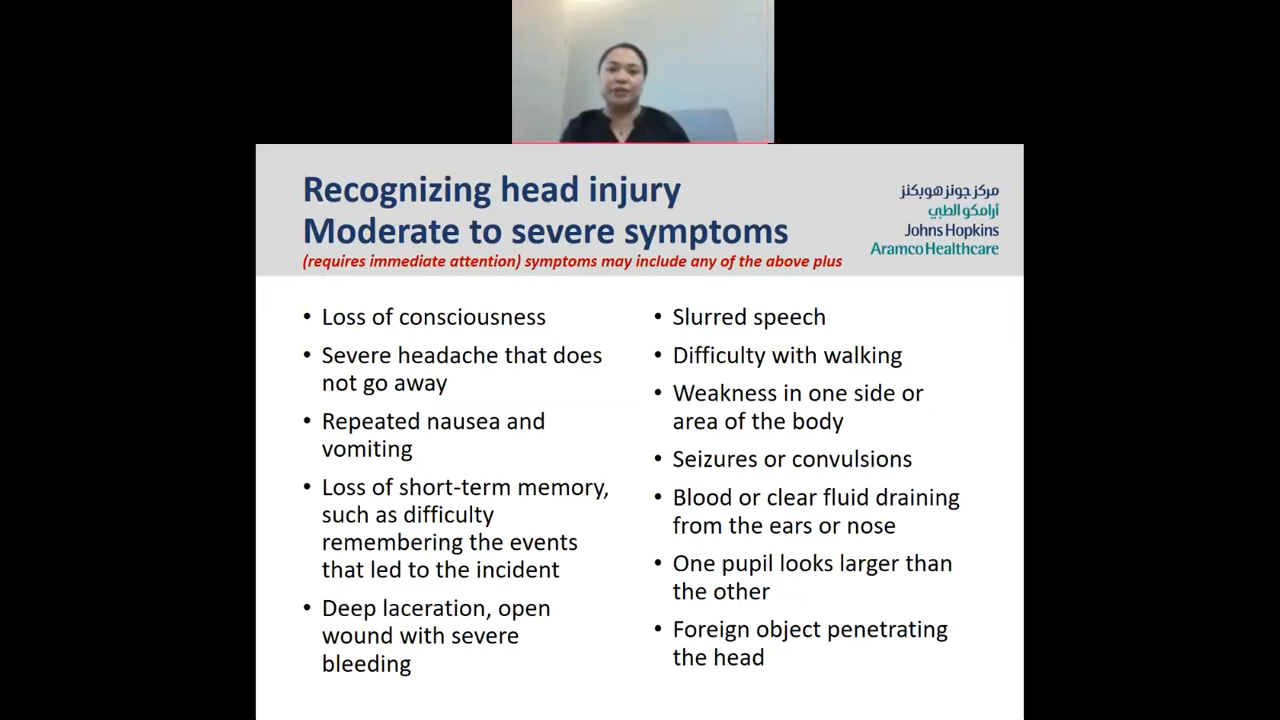 Recognizing head injury
Moderate to severe symptoms
(requires immediate attention) symptoms may include any of the above plus
مركز جونز هوبكنز
أرامكو الطبي
Johns Hopkins
Aramco Healthcare
• Loss of consciousness
• Severe headache that does
not go away
• Repeated nausea and
vomiting
• Loss of short-term memory,
such as difficulty
remembering the events
that led to the incident
• Deep laceration, open
wound with severe
bleeding
• Slurred speech
• Difficulty with walking
• Weakness in one side or
area of the body
• Seizures or convulsions
• Blood or clear fluid draining
from the ears or nose
• One pupil looks larger than
the other
• Foreign object penetrating
the head